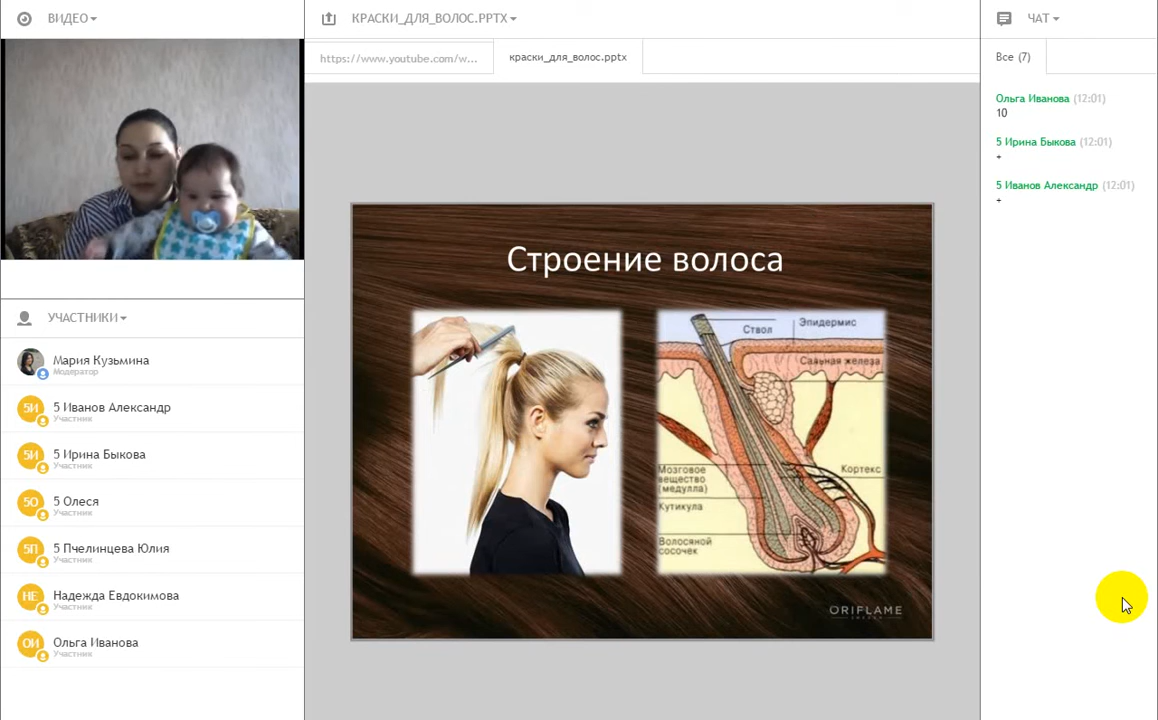 ВИДЕО
КРАСКИ_ДЛЯ_ВОЛОС.PPTX
ЧАТ
https://www.youtube.com/w...
краски_для_волос.pptx
Все (7)
Ольга Иванова (12:01)
10
5 Ирина Быкова (12:01)
+
5 Иванов Александр (12:01)
+
УЧАСТНИКИ
Мария Кузьмина
Модератор
5И
5 Иванов Александр
Участник
5И
5 Ирина Быкова
Участник
5О
5 Олеся
Участник
5П
5 Пчелинцева Юлия
Участник
НЕ
Надежда Евдокимова
Участник
ОИ
Ольга Иванова
Участник
Строение волоса
Ствол
Эпидермис
Сальная железа
Мозговое
вещество
(медулла)
Кортекс
Кутикула
Волосяной
сосочек
ORIFLAME
SWEDEN